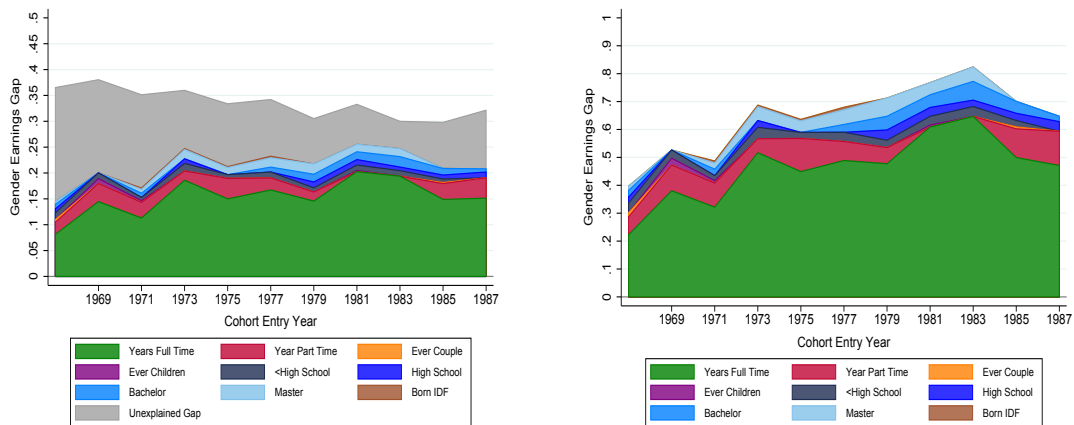 Gender Earnings Gap
.5
.45
.4
.35
.3
.25
.2
.15
.1
.05
0
1969 1971 1973 1975 1977 1979 1981 1983 1985 1987
Cohort Entry Year
Years Full Time Year Part Time Ever Couple
Ever Children <High School High School
Bachelor Master Born IDF
Unexplained Gap
Gender Earnings Gap
1
.9
.8
.7
.6
.5
.4
.3
.2
.1
0
1969 1971 1973 1975 1977 1979 1981 1983 1985 1987
Cohort Entry Year
Years Full Time Year Part Time Ever Couple
Ever Children <High School High School
Bachelor Master Born IDF